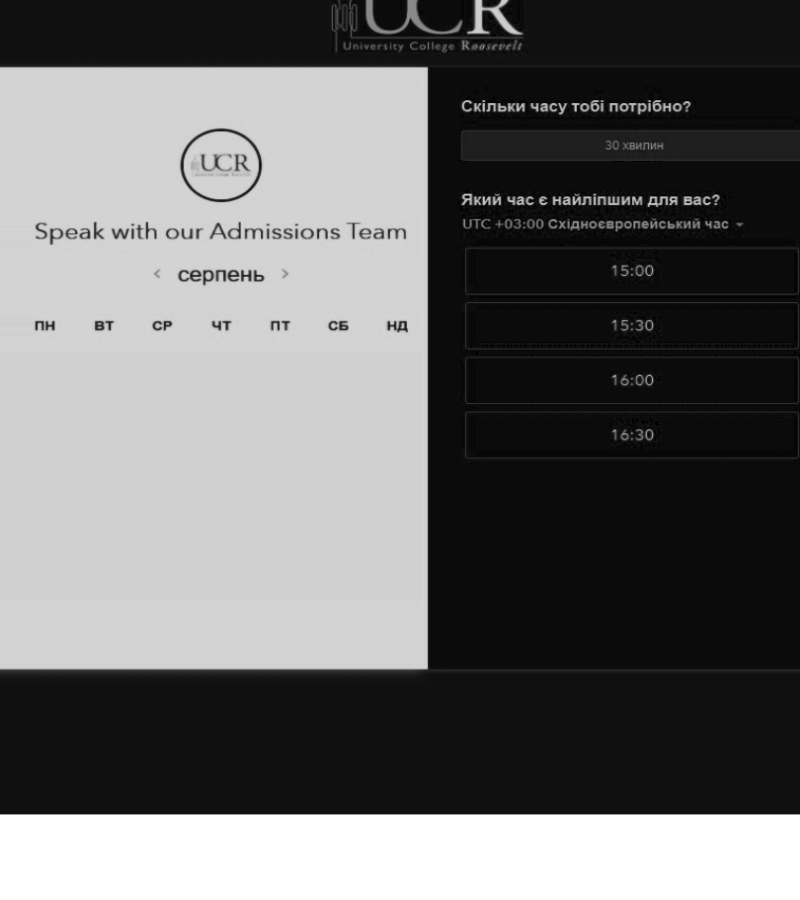 UCR
University College Roosevelt
UCR
Speak with our Admissions Team
‹ серпень ›
ПН ВТ СР ЧТ ПТ СБ НД
Скільки часу тобі потрібно?
30 хвилин
Який час є найліпшим для вас?
UTC +03:00 Східноєвропейський час
15:00
15:30
16:00
16:30